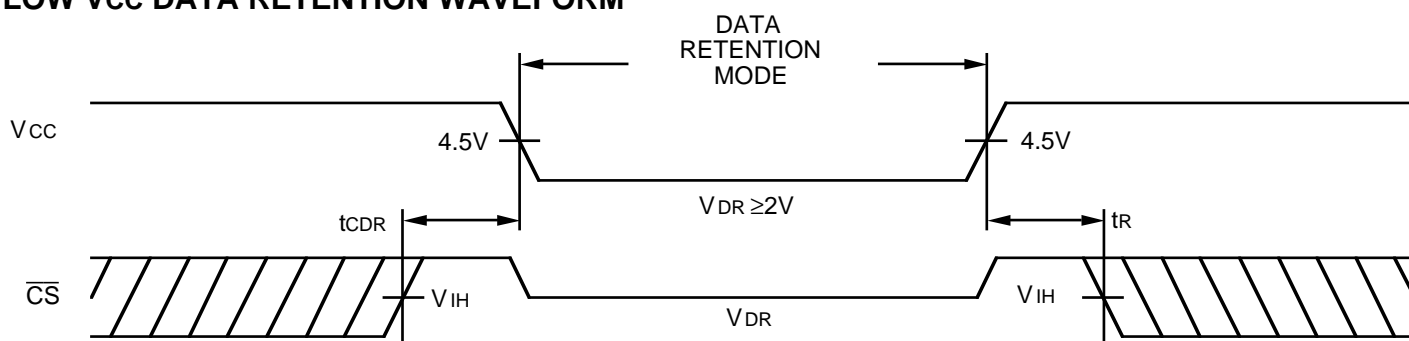 LOW VCC DATA RETENTION WAVEFORM
DATA
RETENTION
MODE
VCC
4.5V
4.5V
VDR ≥2V
tCDR
tR
CS
VIH
VIH
VDR